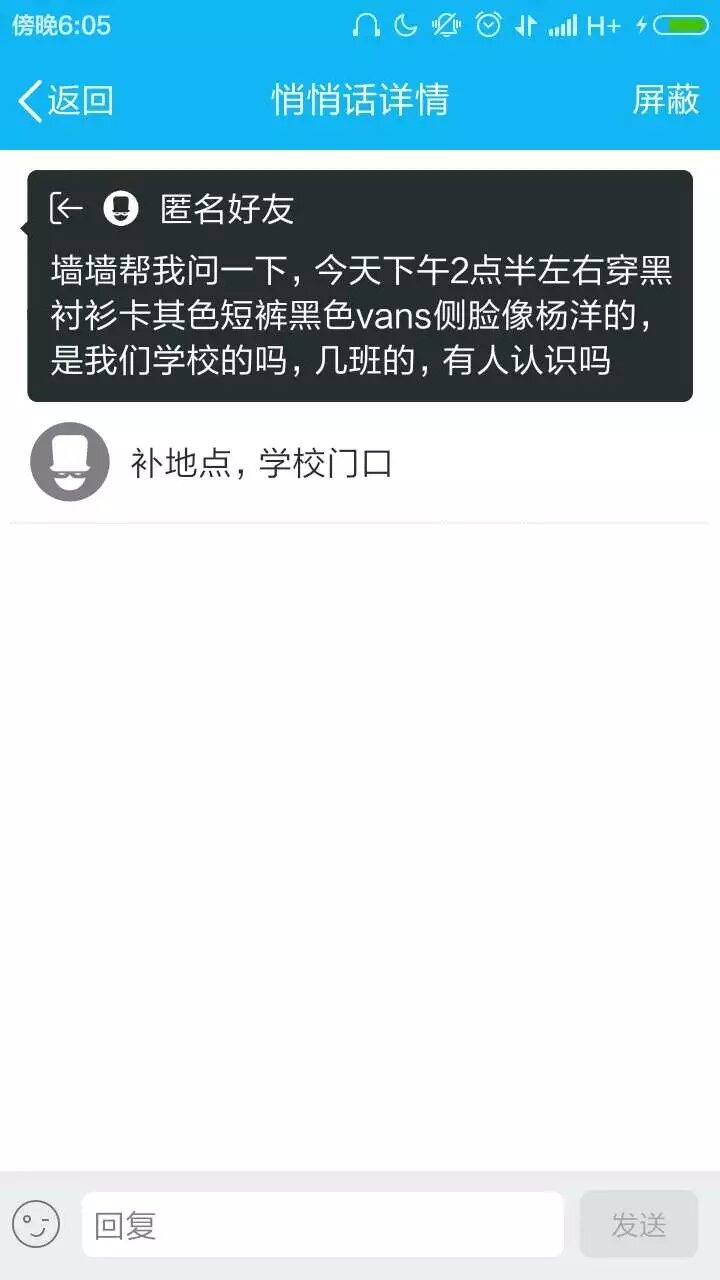 傍晚6:05
H+
返回
悄悄话详情
屏蔽
匿名好友
墙墙帮我问一下，今天下午2点半左右穿黑
衬衫卡其色短裤黑色vans侧脸像杨洋的，
是我们学校的吗，几班的，有人认识吗
补地点，学校门口
回复
发送